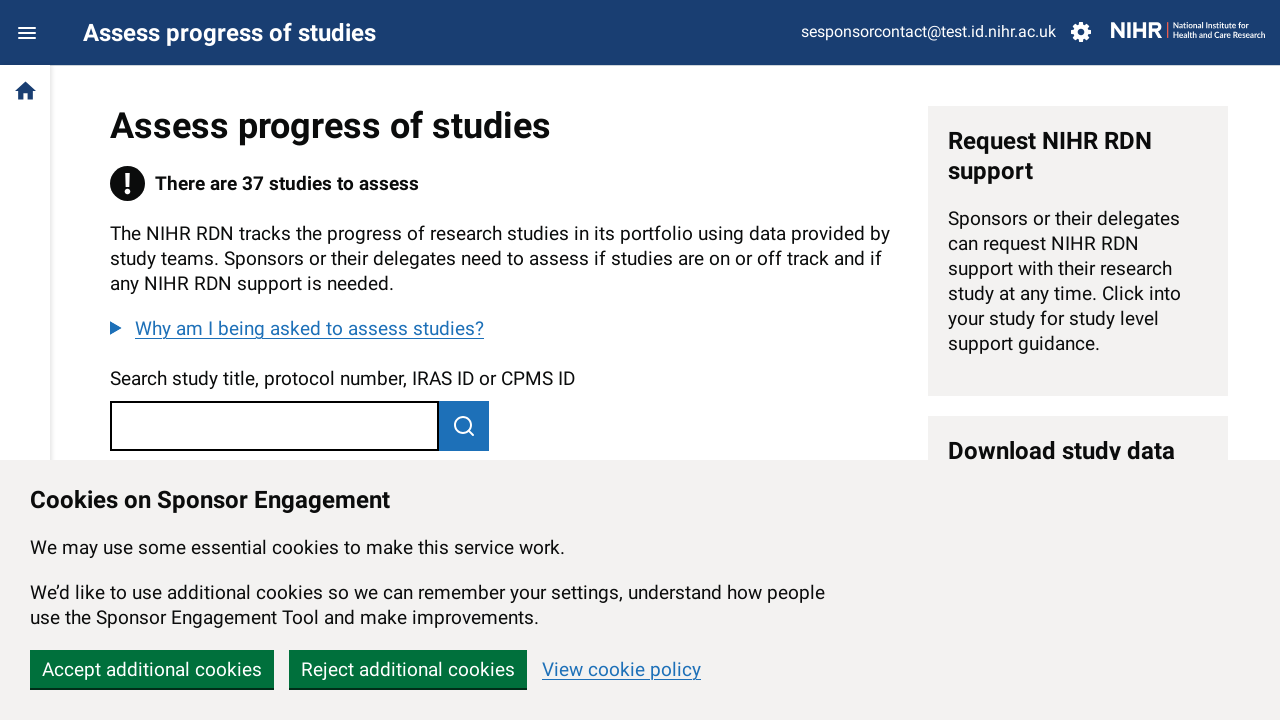 Assess progress of studies
sesponsorcontact@test.id.nihr.ac.uk
NIHR | National Institute for
Health and Care Research
Assess progress of studies
There are 37 studies to assess
The NIHR RDN tracks the progress of research studies in its portfolio using data provided by
study teams. Sponsors or their delegates need to assess if studies are on or off track and if
any NIHR RDN support is needed.
Why am I being asked to assess studies?
Search study title, protocol number, IRAS ID or CPMS ID
Request NIHR RDN
support
Sponsors or their delegates
can request NIHR RDN
support with their research
study at any time. Click into
your study for study level
support guidance.
Download study data
Cookies on Sponsor Engagement
We may use some essential cookies to make this service work.
We’d like to use additional cookies so we can remember your settings, understand how people
use the Sponsor Engagement Tool and make improvements.
Accept additional cookies
Reject additional cookies
View cookie policy